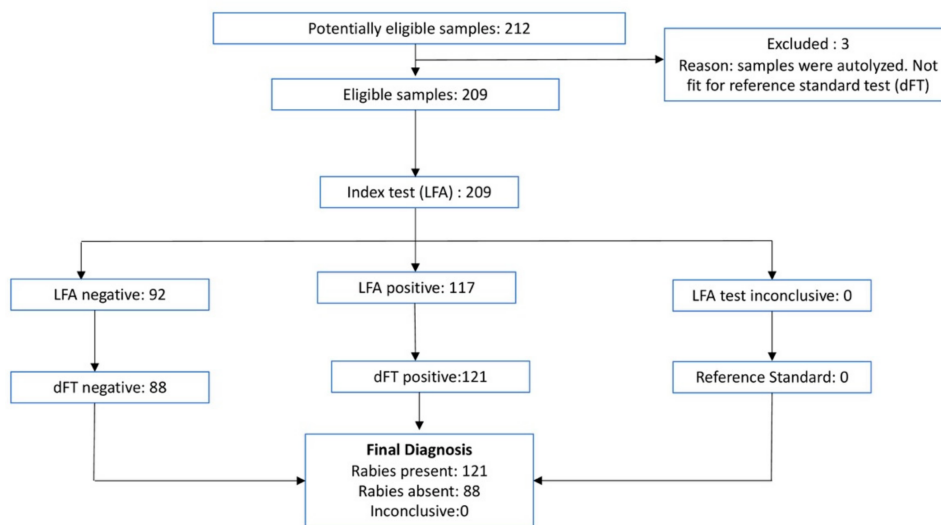 Potentially eligible samples: 212
Excluded : 3
Reason: samples were autolyzed. Not
fit for reference standard test (dFT)
Eligible samples: 209
Index test (LFA) : 209
LFA negative: 92
LFA positive: 117
LFA test inconclusive: 0
dFT negative: 88
dFT positive:121
Reference Standard: 0
Final Diagnosis
Rabies present: 121
Rabies absent: 88
Inconclusive:0